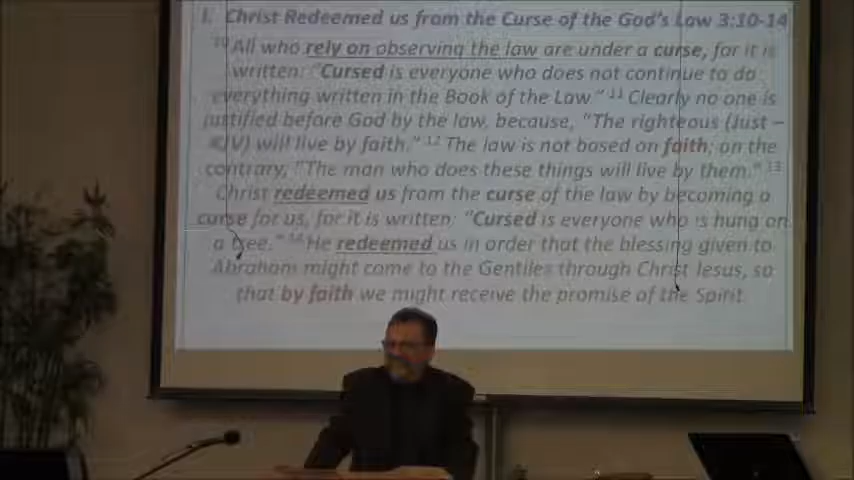 I. Christ Redeemed us from the Curse of the God's Law 3:10-14
10 All who rely on observing the law are under a curse, for it is
written: "Cursed is everyone who does not continue to do
everything written in the Book of the Law." 11 Clearly no one is
justified before God by the law, because, "The righteous (Just –
KJV) will live by faith." 12 The law is not based on faith; on the
contrary, "The man who does these things will live by them." 13
Christ redeemed us from the curse of the law by becoming a
curse for us, for it is written: "Cursed is everyone who is hung on
a tree." 14 He redeemed us in order that the blessing given to
Abraham might come to the Gentiles through Christ Jesus, so
that by faith we might receive the promise of the Spirit